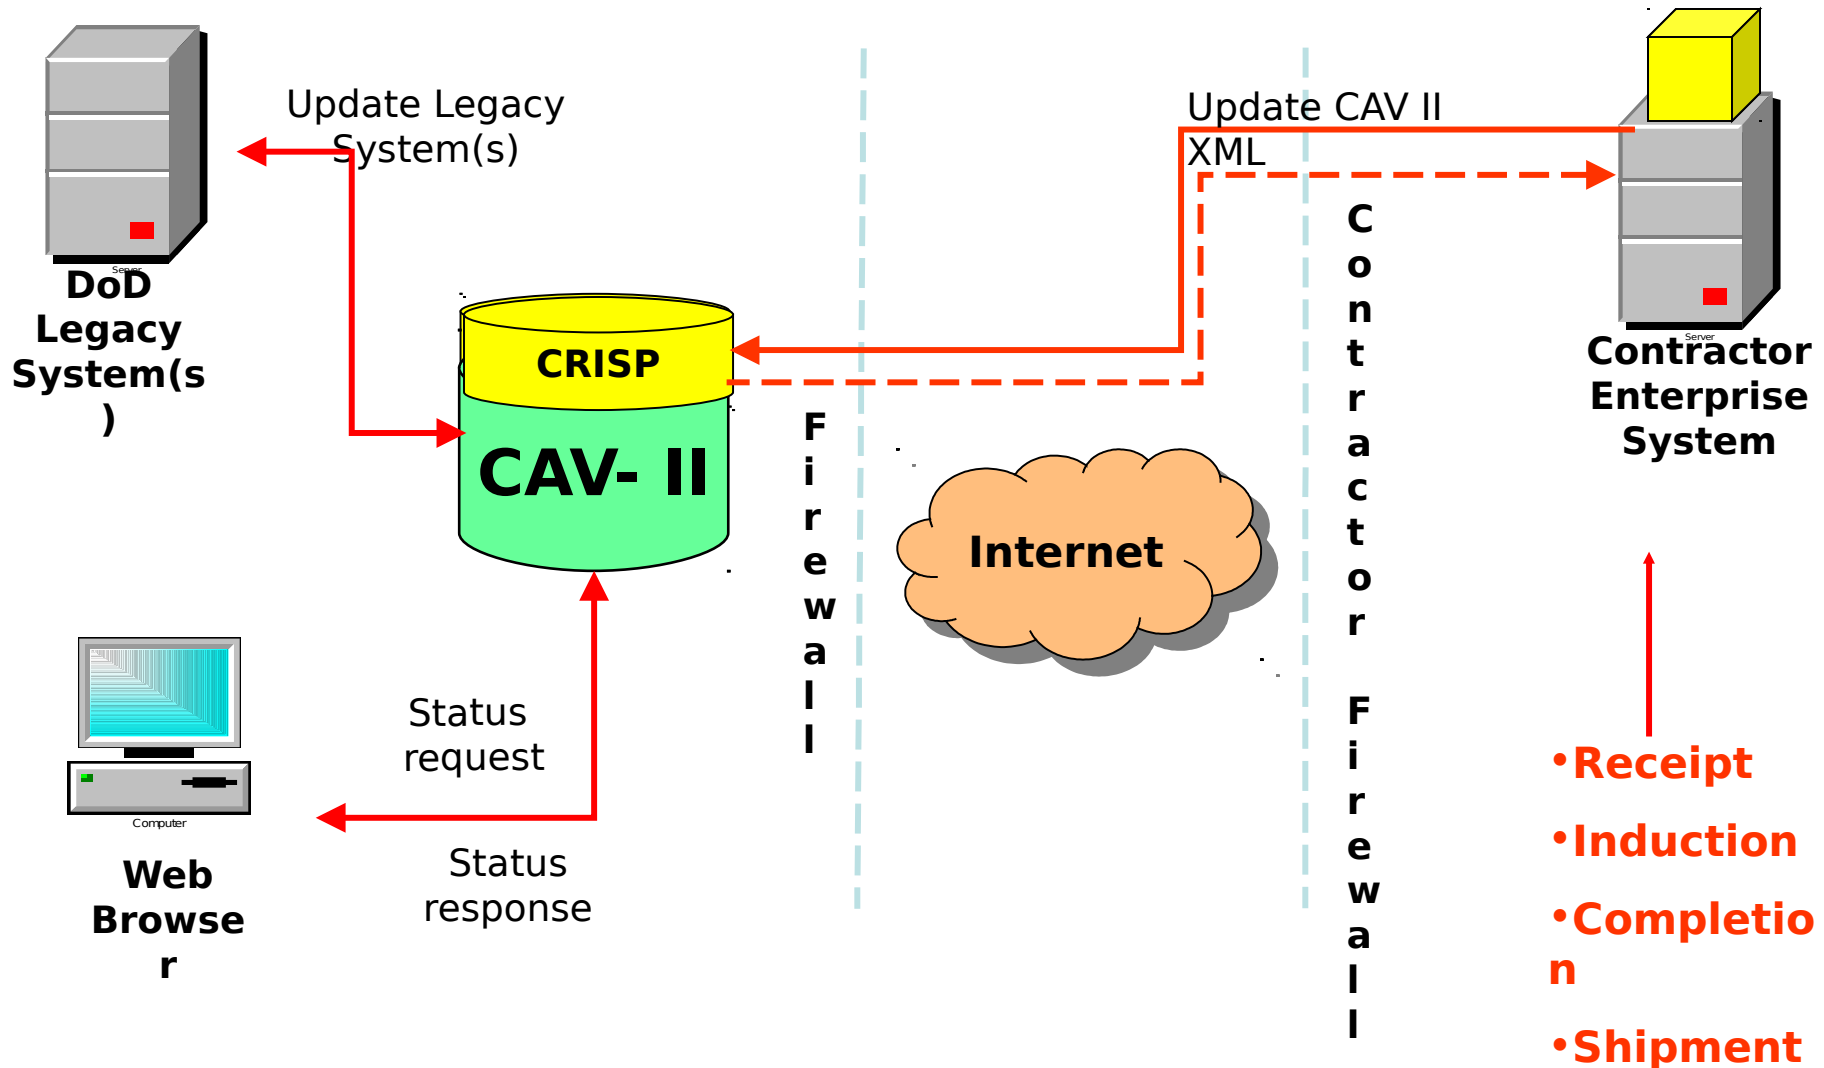 Update Legacy
System(s)
Update CAV II
XML
Server
DoD
Legacy
System(s
)
CRISP
CAV- II
F
i
r
e
w
a
l
l
Internet
C
o
n
t
r
a
c
t
o
r
F
i
r
e
w
a
l
l
Server
Contractor
Enterprise
System
Computer
Web
Browse
r
Status
request
Status
response
•Receipt
•Induction
•Completio
n
•Shipment